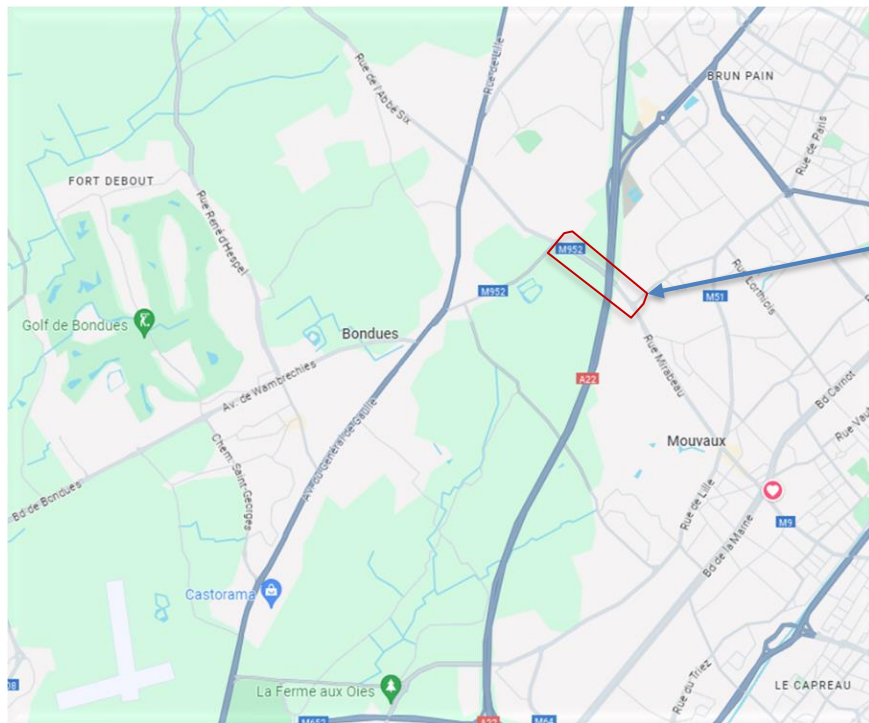 BRUN PAIN
Rue de Lille
Rue de l'Abbé Six
Rue de Paris
FORT DEBOUT
Rue René d'Hespel
M952
Rue Lorthiois
M952
M51
Golf de Bondues
Bondues
Rue Mirabeau
A22
Bd Carnot
Av. de Wambrechies
Av. du Général de Gaulle
Mouvaux
Chem. Saint-Georges
Rue de Lille
Bd de Bondues
M9
Bd de la Marne
Castorama
LE CAPREAU
La Ferme aux Oies
Rue du Triez
M652
A22
M64